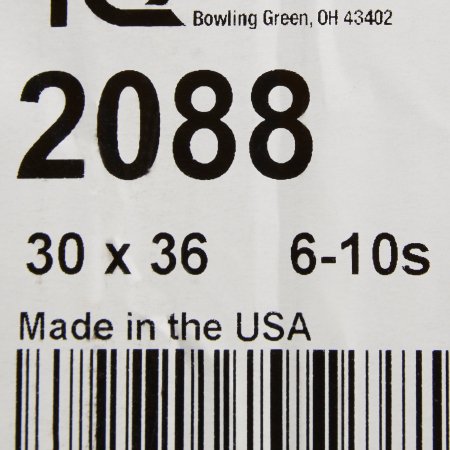 Bowling Green, OH 43402
2088
30 x 36 6-10s
Made in the USA